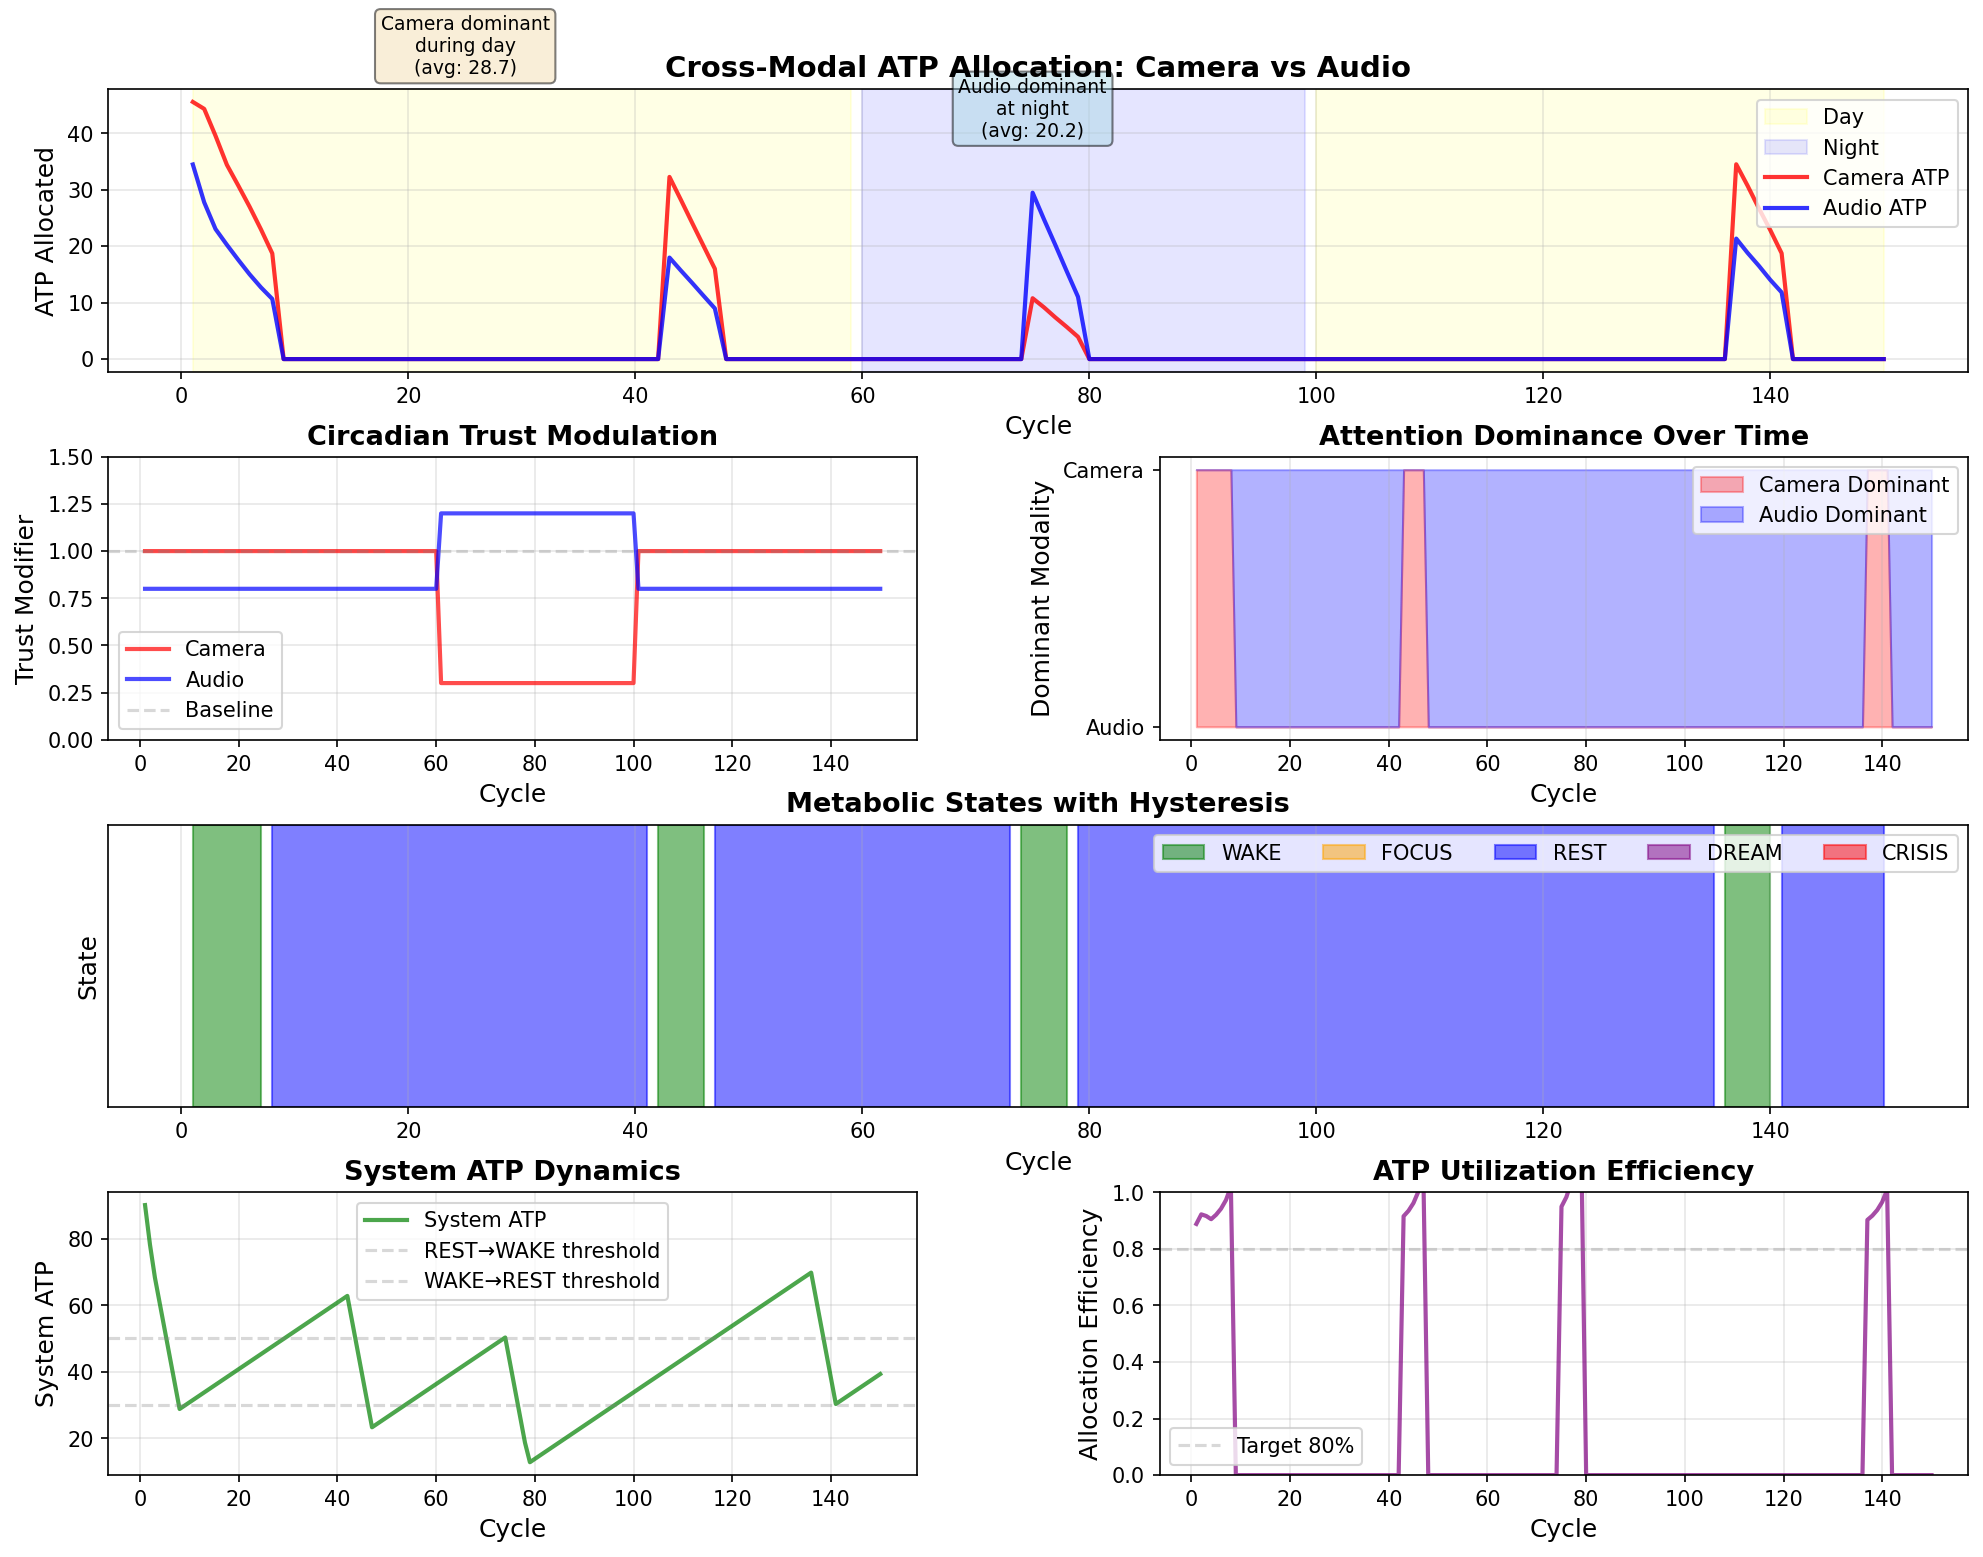 Camera dominant
during day
(avg: 28.7)
Cross-Modal ATP Allocation: Camera vs Audio
Audio dominant
at night
(avg: 20.2)
ATP Allocated
40
30
20
10
0
Day
Night
Camera ATP
Audio ATP
0 20 40 60 80 100 120 140
Cycle
Circadian Trust Modulation
Trust Modifier
1.50
1.25
1.00
0.75
0.50
0.25
0.00
Camera
Audio
Baseline
0 20 40 60 80 100 120 140
Cycle
Attention Dominance Over Time
Dominant Modality
Camera
Audio
Camera Dominant
Audio Dominant
0 20 40 60 80 100 120 140
Cycle
Metabolic States with Hysteresis
State
WAKE FOCUS REST DREAM CRISIS
0 20 40 60 80 100 120 140
Cycle
System ATP Dynamics
System ATP
80
60
40
20
System ATP
REST→WAKE threshold
WAKE→REST threshold
0 20 40 60 80 100 120 140
Cycle
ATP Utilization Efficiency
Allocation Efficiency
1.0
0.8
0.6
0.4
0.2
0.0
Target 80%
0 20 40 60 80 100 120 140
Cycle